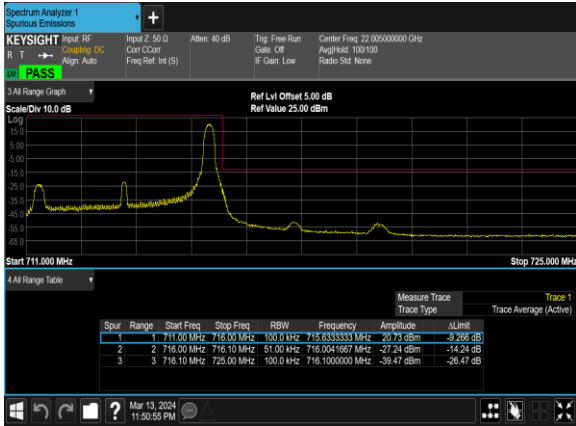 Spectrum Analyzer 1
Spurious Emissions
KEYSIGHT Input: RF Input Z: 50 Ω Atten: 40 dB Trig: Free Run Center Freq: 22.005000000 GHz
R T Coupling: DC Corr CCorr Gate: Off Avg|Hold: 100/100
Align: Auto Freq Ref: Int (S) IF Gain: Low Radio Std: None
PASS
3 All Range Graph
Ref Lvl Offset 5.00 dB
Scale/Div 10.0 dB Ref Value 25.00 dBm
Log
15.0
5.00
-5.00
-15.0
-25.0
-35.0
-45.0
-55.0
-65.0
Start 711.000 MHz Stop 725.000 MHz
4 All Range Table
Measure Trace Trace 1
Trace Type Trace Average (Active)
Spur Range Start Freq Stop Freq RBW Frequency Amplitude ΔLimit
1 1 711.00 MHz 716.00 MHz 100.0 kHz 715.6333333 MHz 20.73 dBm -9.266 dB
2 2 716.00 MHz 716.10 MHz 51.00 kHz 716.0041667 MHz -27.24 dBm -14.24 dB
3 3 716.10 MHz 725.00 MHz 100.0 kHz 716.1000000 MHz -39.47 dBm -26.47 dB
Mar 13, 2024
11:50:55 PM